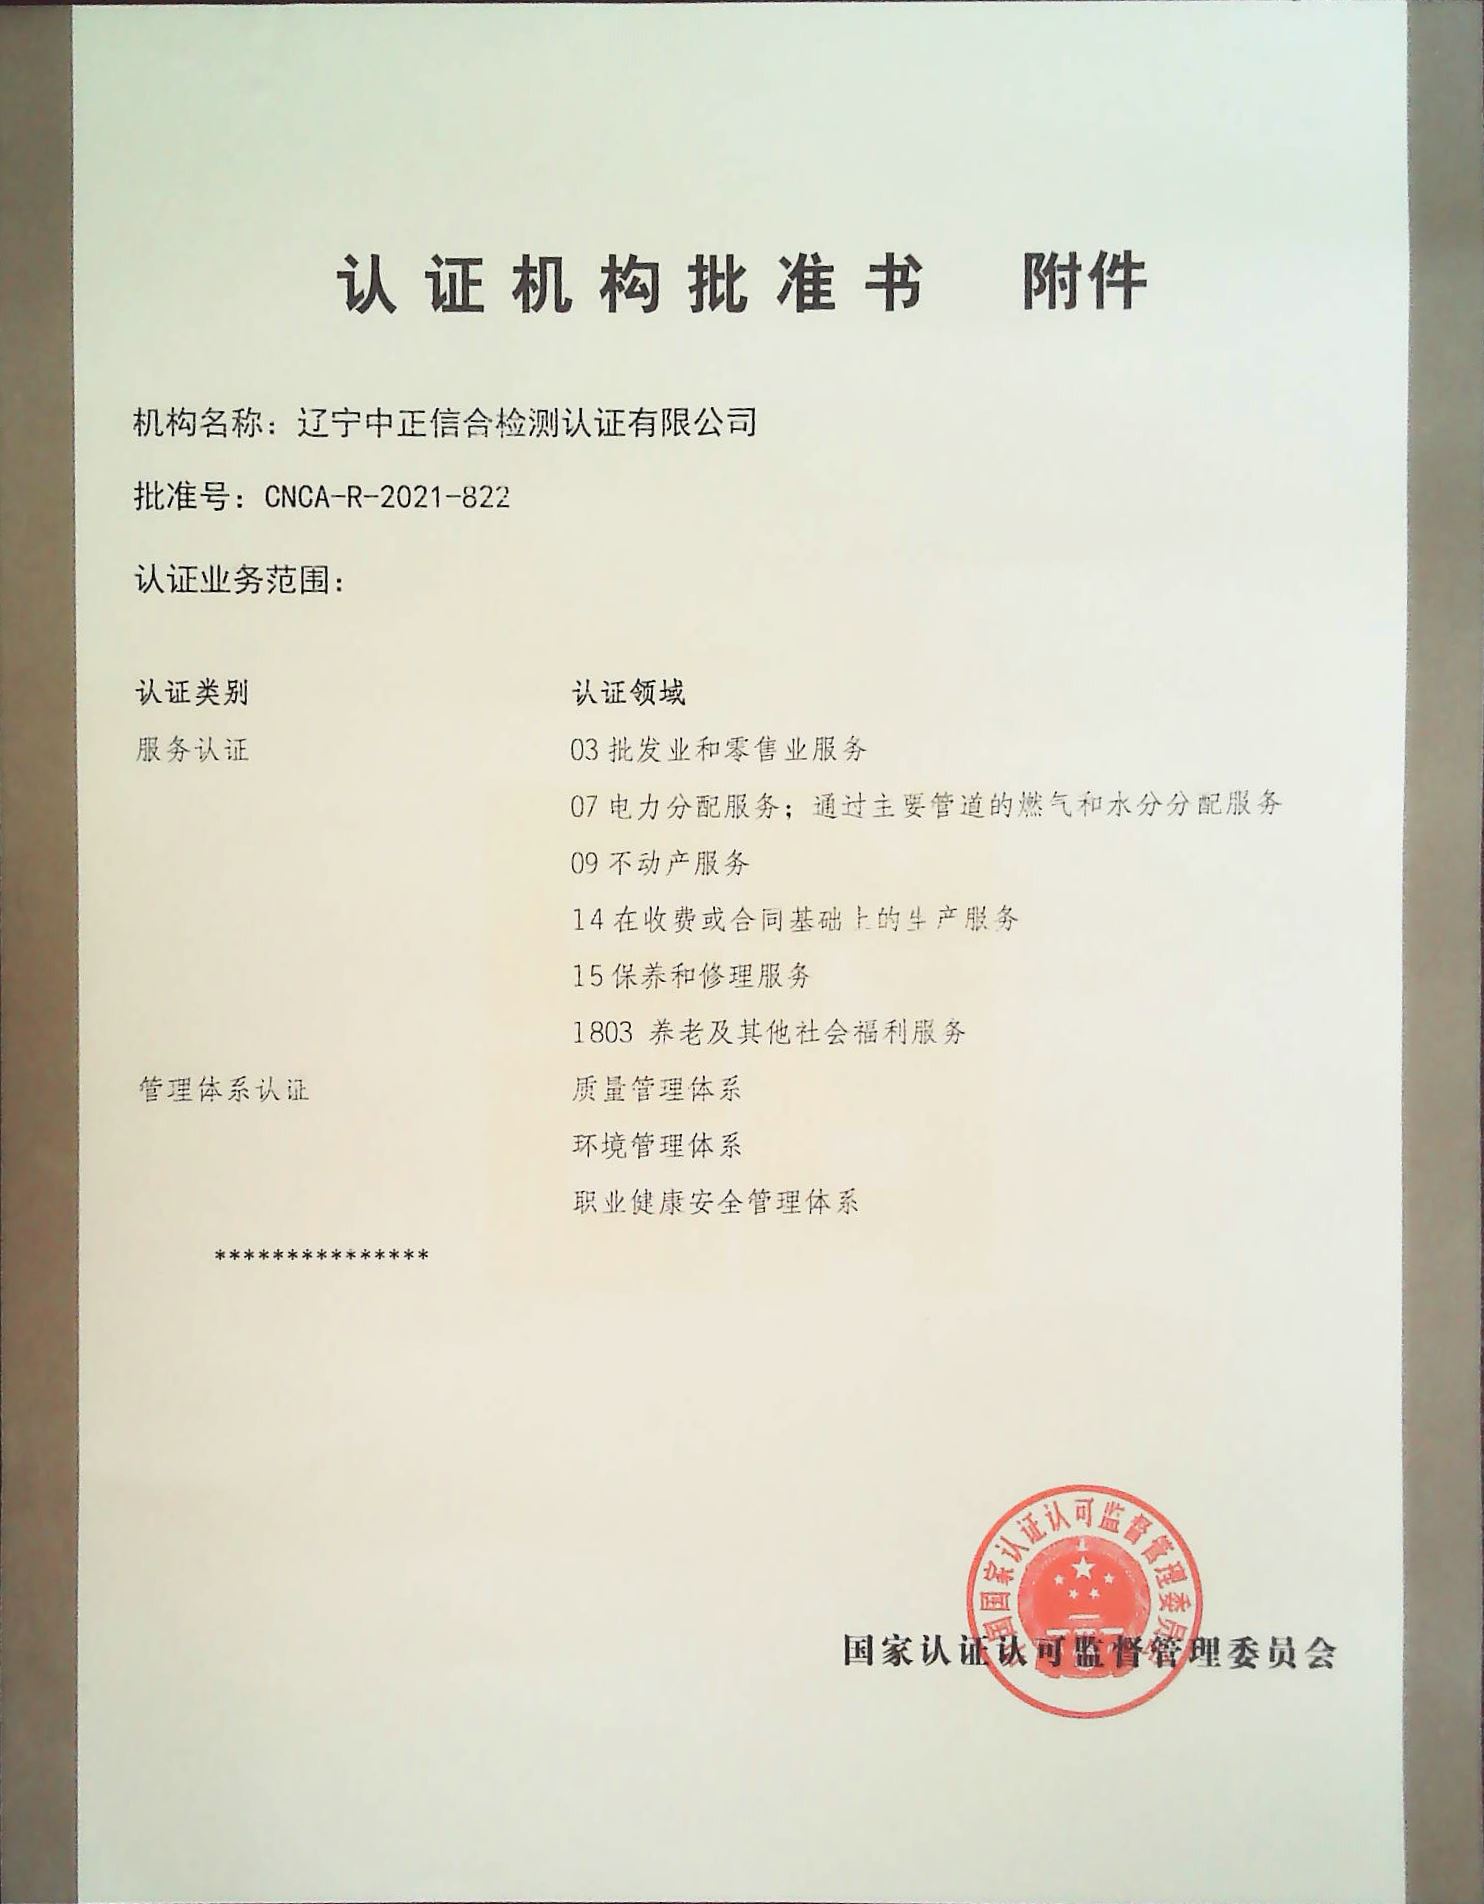 认证机构批准书 附件
机构名称：辽宁中正信合检测认证有限公司
批准号：CNCA-R-2021-822
认证业务范围：
认证类别 认证领域
服务认证 03 批发业和零售业服务
07 电力分配服务；通过主要管道的燃气和水分分配服务
09 不动产服务
14 在收费或合同基础上的生产服务
15 保养和修理服务
1803 养老及其他社会福利服务
管理体系认证 质量管理体系
环境管理体系
职业健康安全管理体系
***************
中国国家认证认可监督管理委员会
国家认证认可监督管理委员会